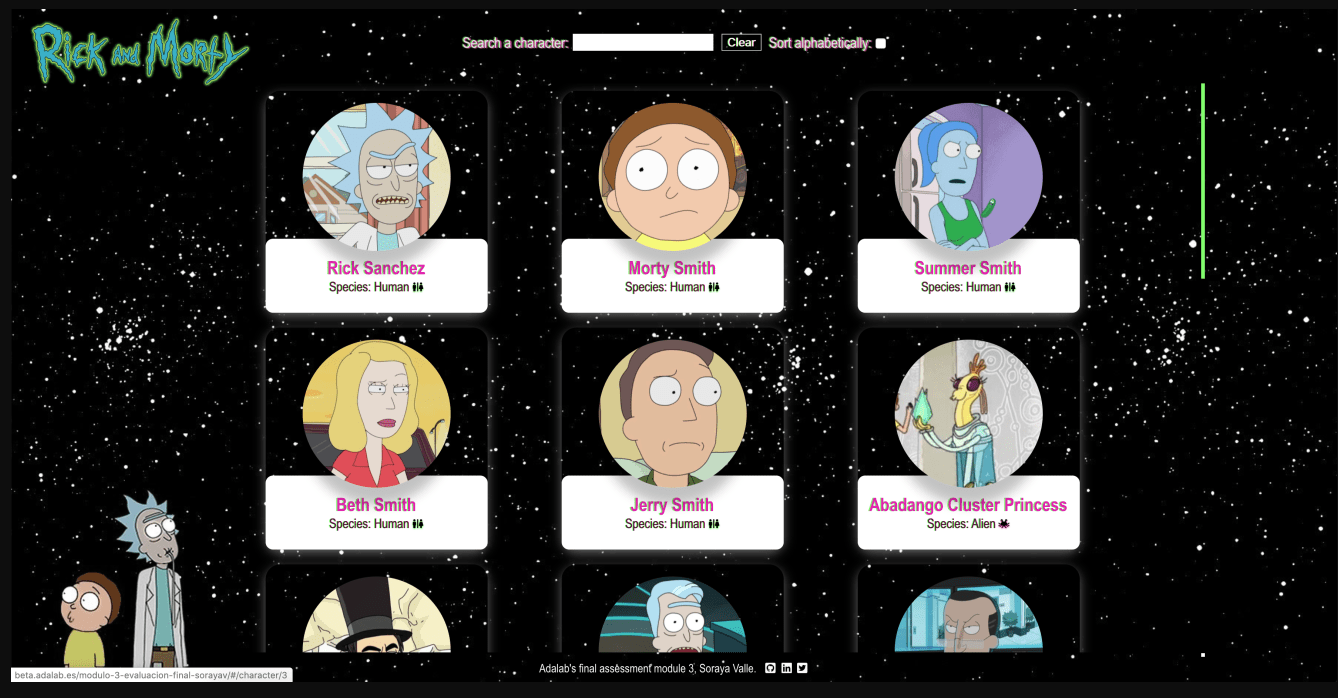 Rick and Morty
Search a character: Clear Sort alphabetically:
Rick Sanchez
Species: Human
Morty Smith
Species: Human
Summer Smith
Species: Human
Beth Smith
Species: Human
Jerry Smith
Species: Human
Abadango Cluster Princess
Species: Alien
Adalab's final assessment module 3, Soraya Valle.
beta.adalab.es/modulo-3-evaluacion-final-sorayav/#/character/3